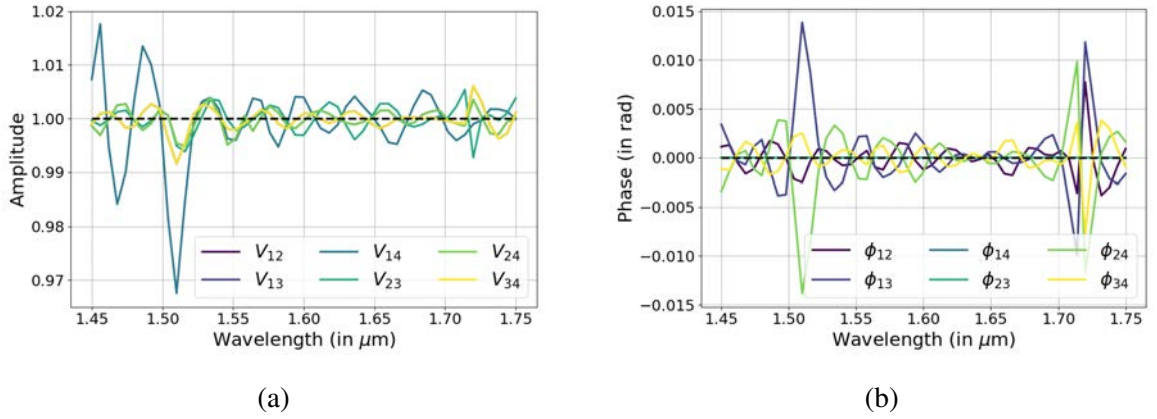 1.02
1.01
1.00
0.99
0.98
0.97
Amplitude
V12 V14 V24
V13 V23 V34
1.45 1.50 1.55 1.60 1.65 1.70 1.75
Wavelength (in μm)
(a)
0.015
0.010
0.005
0.000
−0.005
−0.010
−0.015
Phase (in rad)
ϕ12 ϕ14 ϕ24
ϕ13 ϕ23 ϕ34
1.45 1.50 1.55 1.60 1.65 1.70 1.75
Wavelength (in μm)
(b)